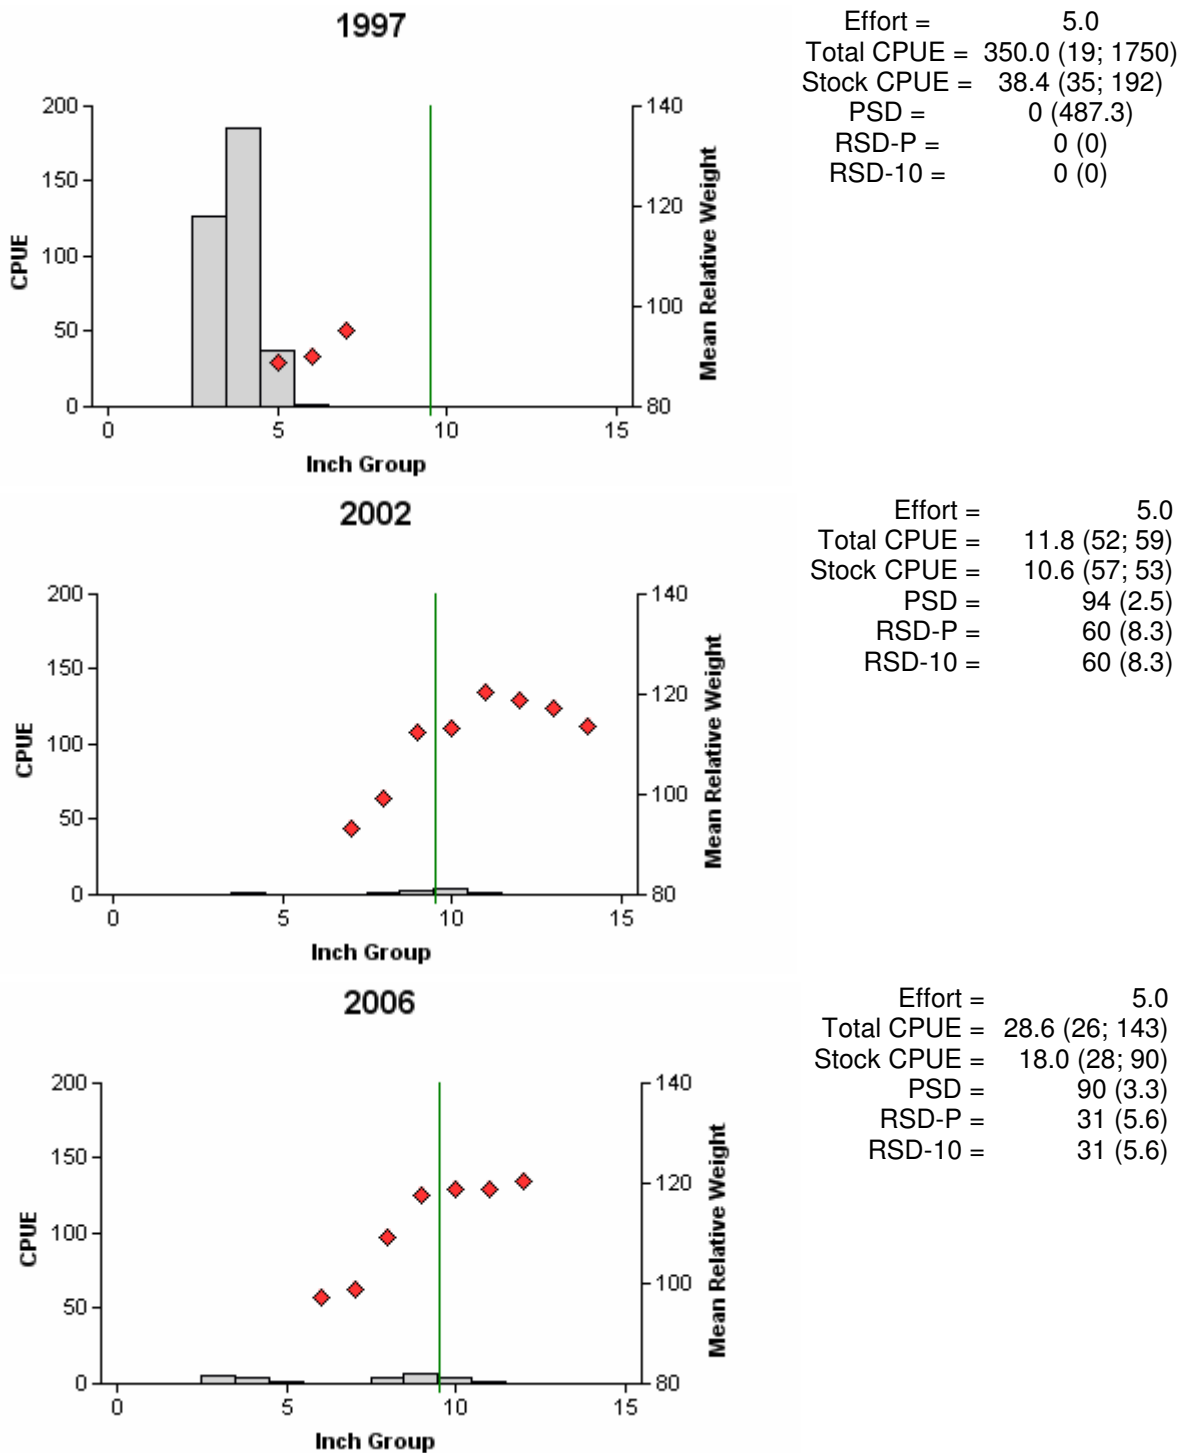 1997
Effort = 5.0
Total CPUE = 350.0 (19; 1750)
Stock CPUE = 38.4 (35; 192)
PSD = 0 (487.3)
RSD-P = 0 (0)
RSD-10 = 0 (0)
200
150
100
50
0
CPUE
140
120
100
80
Mean Relative Weight
0 5 10 15
Inch Group
2002
Effort = 5.0
Total CPUE = 11.8 (52; 59)
Stock CPUE = 10.6 (57; 53)
PSD = 94 (2.5)
RSD-P = 60 (8.3)
RSD-10 = 60 (8.3)
200
150
100
50
0
CPUE
140
120
100
80
Mean Relative Weight
0 5 10 15
Inch Group
2006
Effort = 5.0
Total CPUE = 28.6 (26; 143)
Stock CPUE = 18.0 (28; 90)
PSD = 90 (3.3)
RSD-P = 31 (5.6)
RSD-10 = 31 (5.6)
200
150
100
50
0
CPUE
140
120
100
80
Mean Relative Weight
0 5 10 15
Inch Group